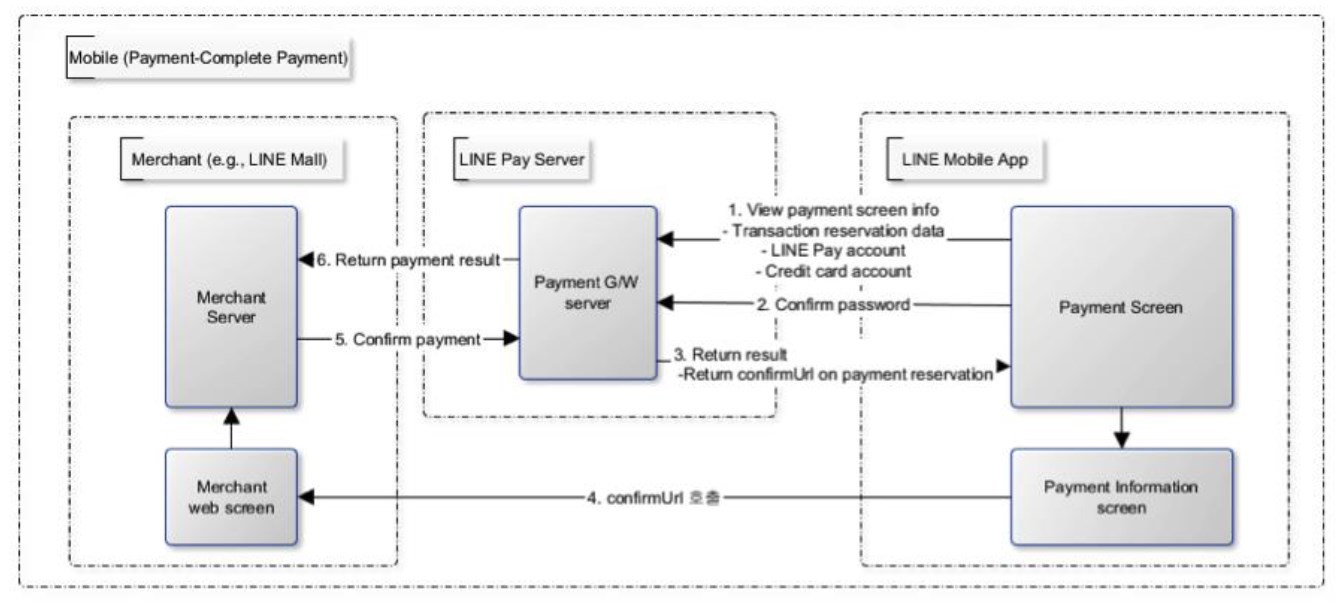 Mobile (Payment-Complete Payment)
Merchant (e.g., LINE Mall)
LINE Pay Server
LINE Mobile App
1. View payment screen info
- Transaction reservation data
- LINE Pay account
- Credit card account
6. Return payment result
Payment G/W
server
Merchant
Server
2. Confirm password
Payment Screen
5. Confirm payment
3. Return result
-Return confirmUrl on payment reservation
Merchant
web screen
4. confirmUrl 호출
Payment Information
screen